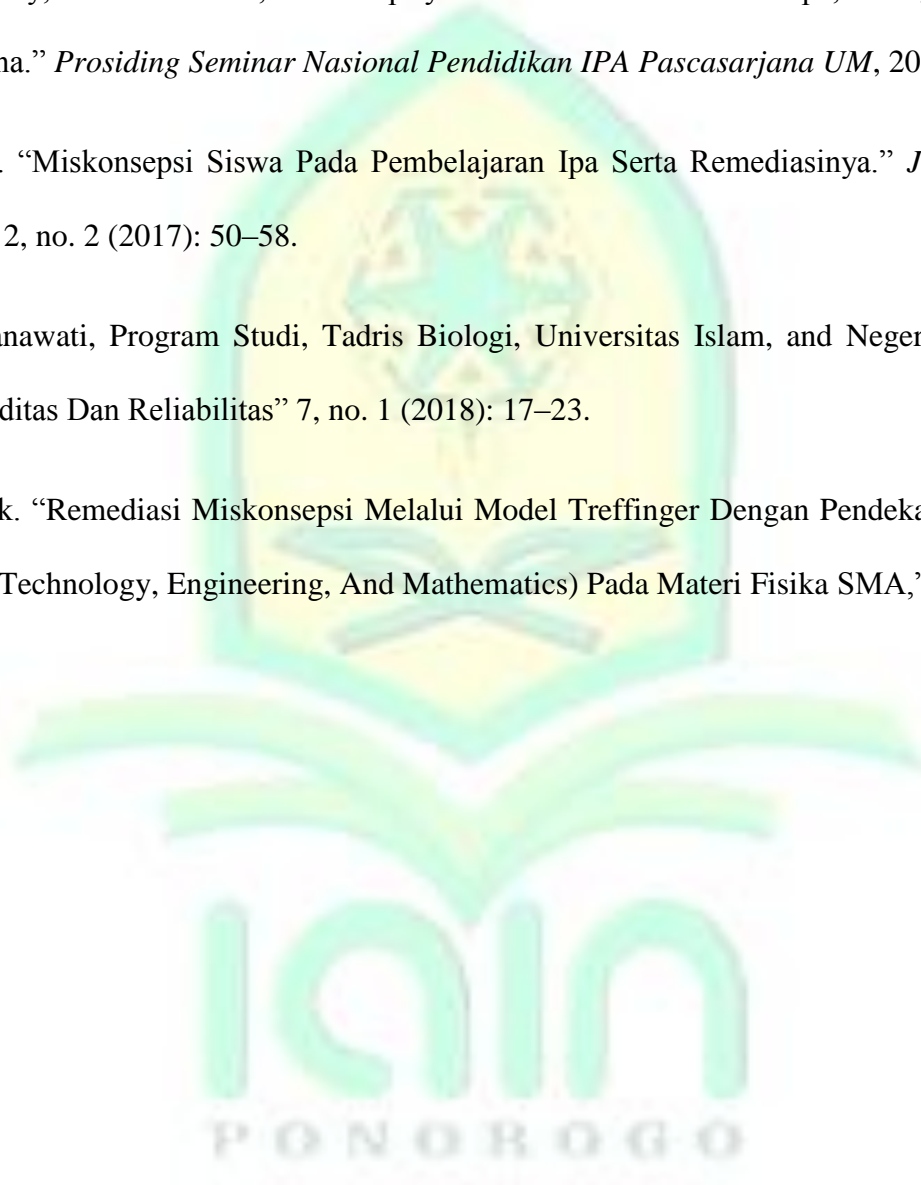 na.” Prosiding Seminar Nasional Pendidikan IPA Pascasarjana UM, 20
. “Miskonsepsi Siswa Pada Pembelajaran Ipa Serta Remediasinya.” J
2, no. 2 (2017): 50–58.
anawati, Program Studi, Tadris Biologi, Universitas Islam, and Neger
ditas Dan Reliabilitas” 7, no. 1 (2018): 17–23.
k. “Remediasi Miskonsepsi Melalui Model Treffinger Dengan Pendeka
Technology, Engineering, And Mathematics) Pada Materi Fisika SMA,”
iain
PONOROGO